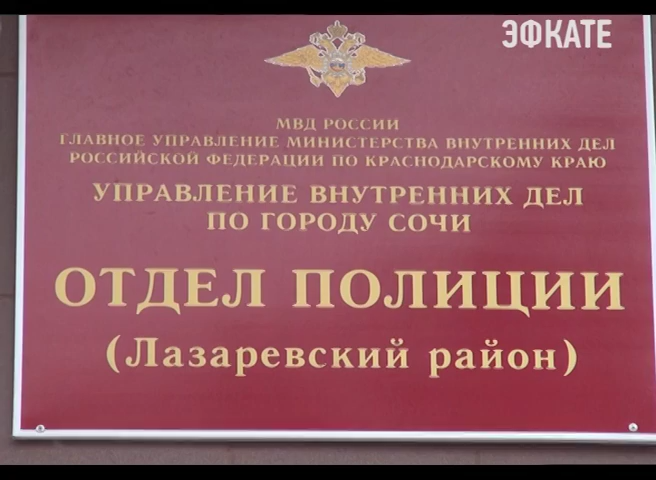 ЭФКАТЕ
МВД РОССИИ
ГЛАВНОЕ УПРАВЛЕНИЕ МИНИСТЕРСТВА ВНУТРЕННИХ ДЕЛ
РОССИЙСКОЙ ФЕДЕРАЦИИ ПО КРАСНОДАРСКОМУ КРАЮ
УПРАВЛЕНИЕ ВНУТРЕННИХ ДЕЛ
ПО ГОРОДУ СОЧИ
ОТДЕЛ ПОЛИЦИИ
(Лазаревский район)